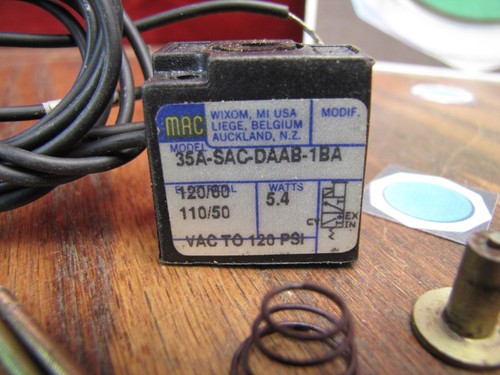 MAC
WIXOM, MI USA
LIEGE, BELGIUM
AUCKLAND, N.Z.
MODIF.
MODEL
35A-SAC-DAAB-1BA
120/60
110/50
WATTS
5.4
CY
EX
IN.
VAC TO 120 PSI